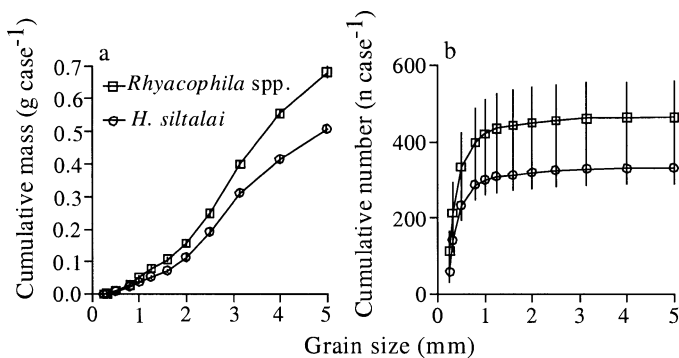 a
b
Cumulative mass (g case-1)
0.7
0.6
0.5
0.4
0.3
0.2
0.1
0.0
Rhyacophila spp.
H. siltalai
0 1 2 3 4 5
Cumulative number (n case-1)
600
400
200
0
0 1 2 3 4 5
Grain size (mm)